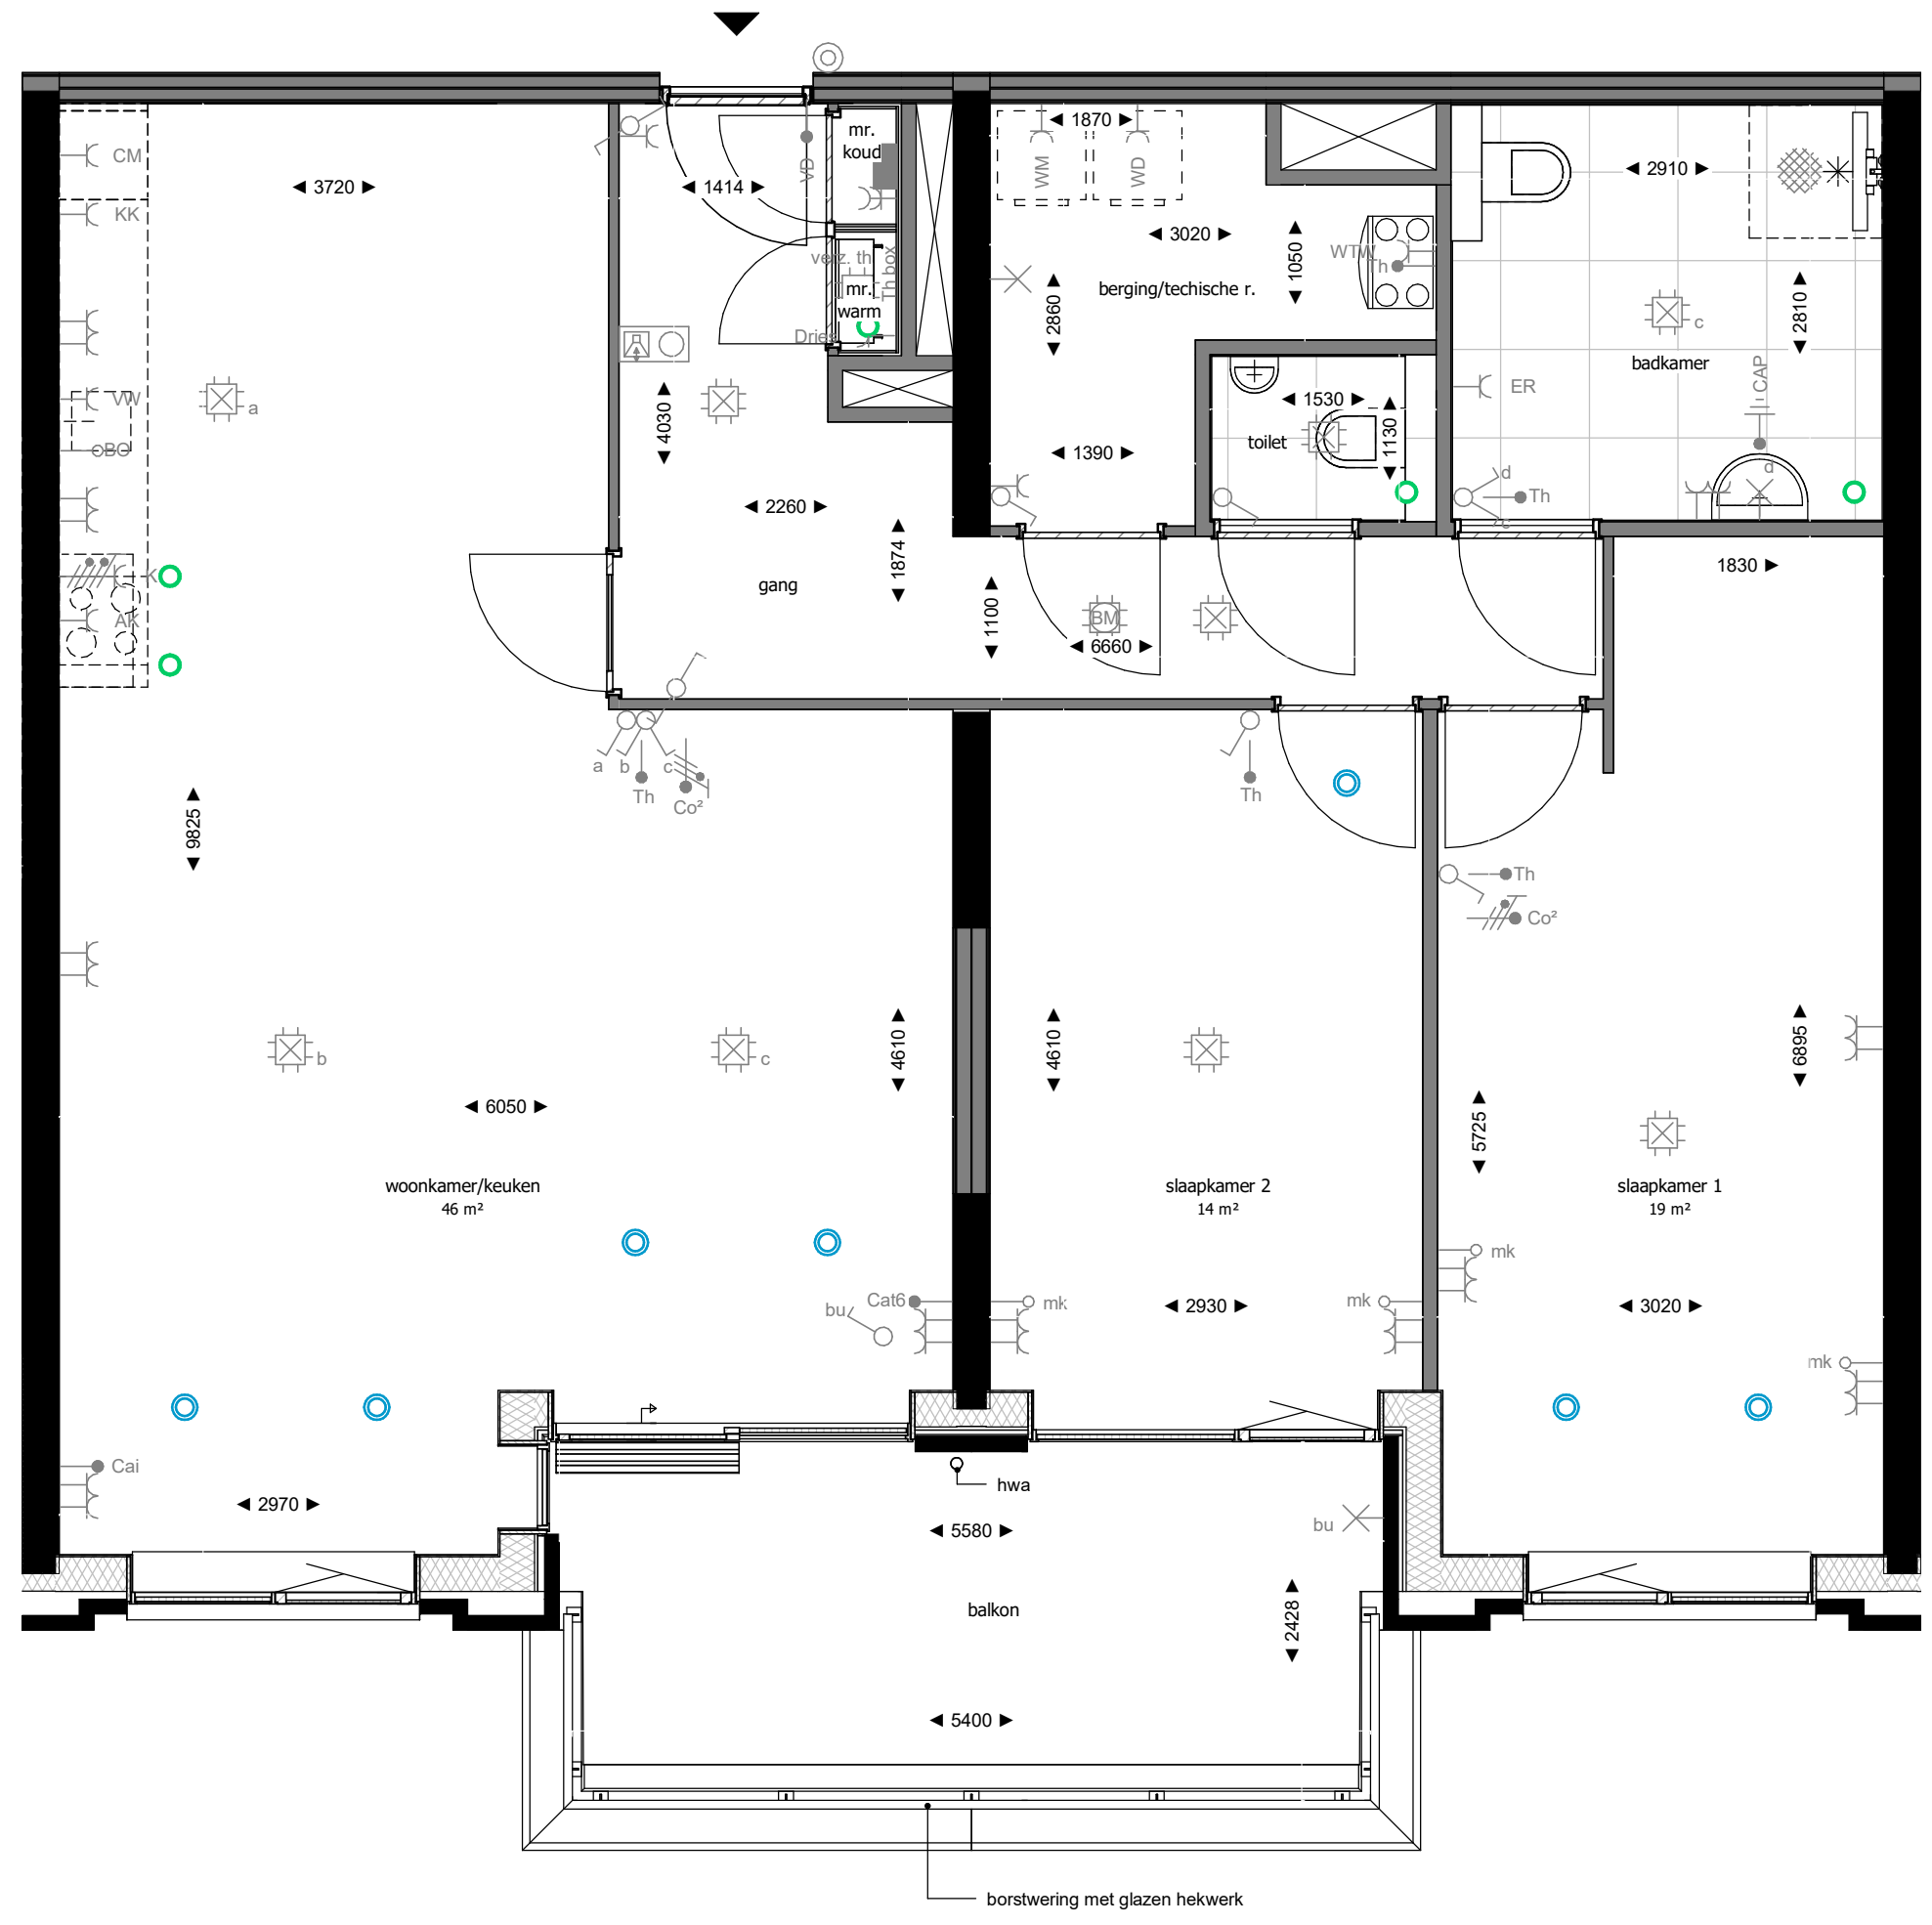 mr.
koud
CM
VD
WM
1870
WD
2910
3720
1414
KK
3020
1050
WTW
Th
verz. th
Th box
mr.
warm
2860
berging/techische r.
2810
c
Dries
badkamer
CAP
VW
a
4030
1530
1130
ER
toilet
BO
1390
d
d
Th
c
2260
1874
K
gang
1830
1100
AK
BM
6660
a
b
c
Th
Co²
Th
9825
Th
Co²
b
c
4610
4610
6895
6050
5725
woonkamer/keuken
46 m²
slaapkamer 2
14 m²
slaapkamer 1
19 m²
mk
bu
Cat6
mk
2930
mk
3020
mk
Cai
2970
hwa
5580
bu
balkon
2428
5400
borstwering met glazen hekwerk